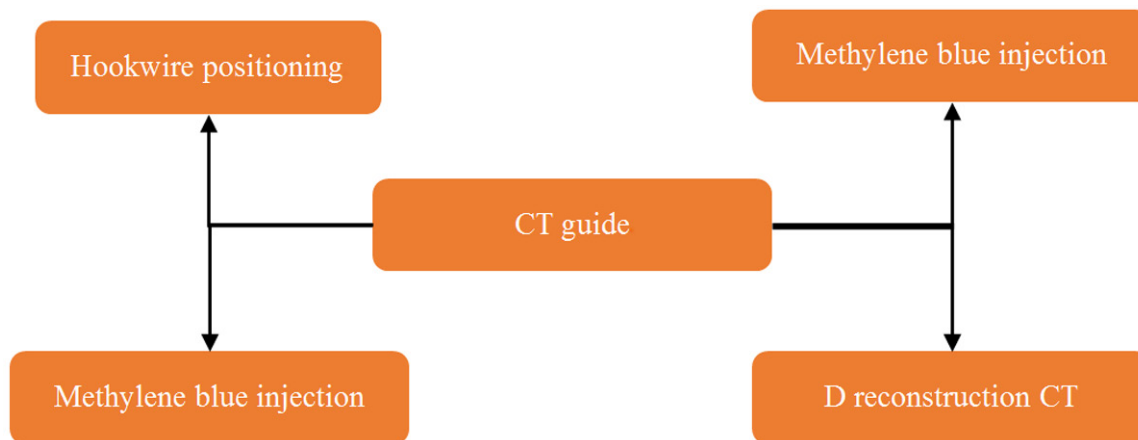 Hookwire positioning
Methylene blue injection
CT guide
Methylene blue injection
D reconstruction CT